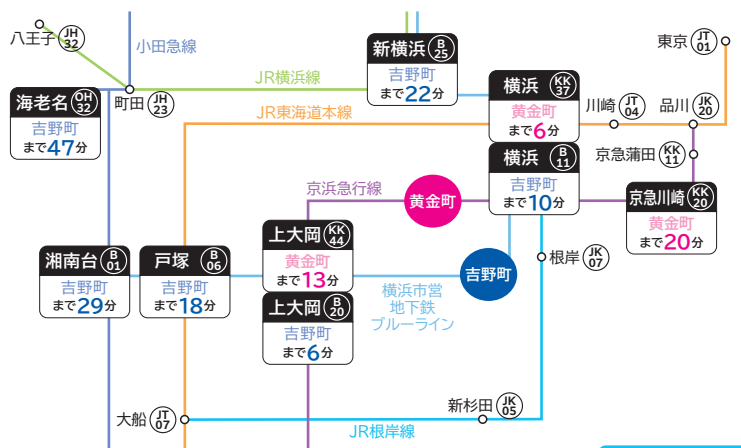 八王子 JH 32
小田急線
新横浜 B 25
吉野町
まで22分
東京 JT 01
JR横浜線
海老名 OH 32
吉野町
まで47分
町田 JH 23
横浜 KK 37
黄金町
まで6分
川崎 JT 04
品川 JK 20
JR東海道本線
京急蒲田 KK 11
横浜 B 11
吉野町
まで10分
京浜急行線
黄金町
京急川崎 KK 20
黄金町
まで20分
上大岡 KK 44
黄金町
まで13分
湘南台 B 01
吉野町
まで29分
戸塚 B 06
吉野町
まで18分
吉野町
根岸 JK 07
横浜市営
地下鉄
ブルーライン
上大岡 B 20
吉野町
まで6分
大船 JT 07
新杉田 JK 05
JR根岸線